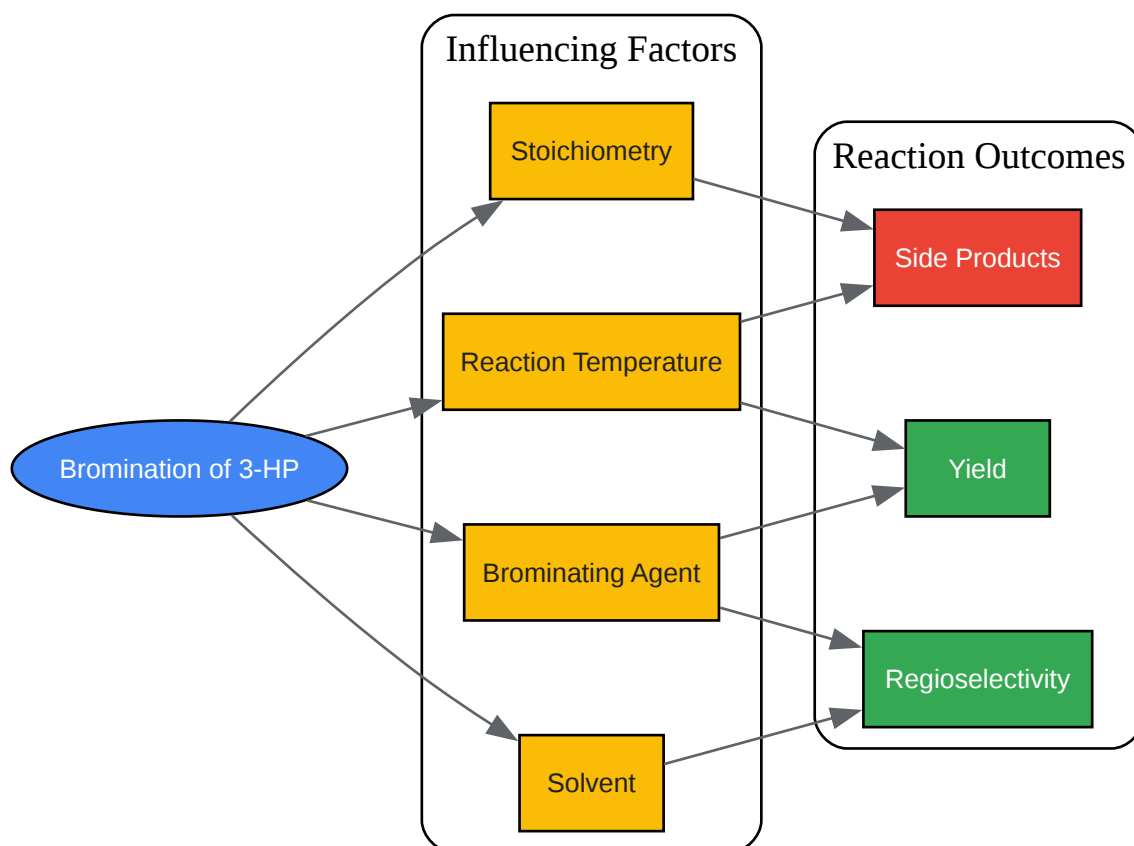 Influencing Factors
Stoichiometry
Reaction Outcomes
Side Products
Reaction Temperature
Bromination of 3-HP
Yield
Brominating Agent
Regioselectivity
Solvent